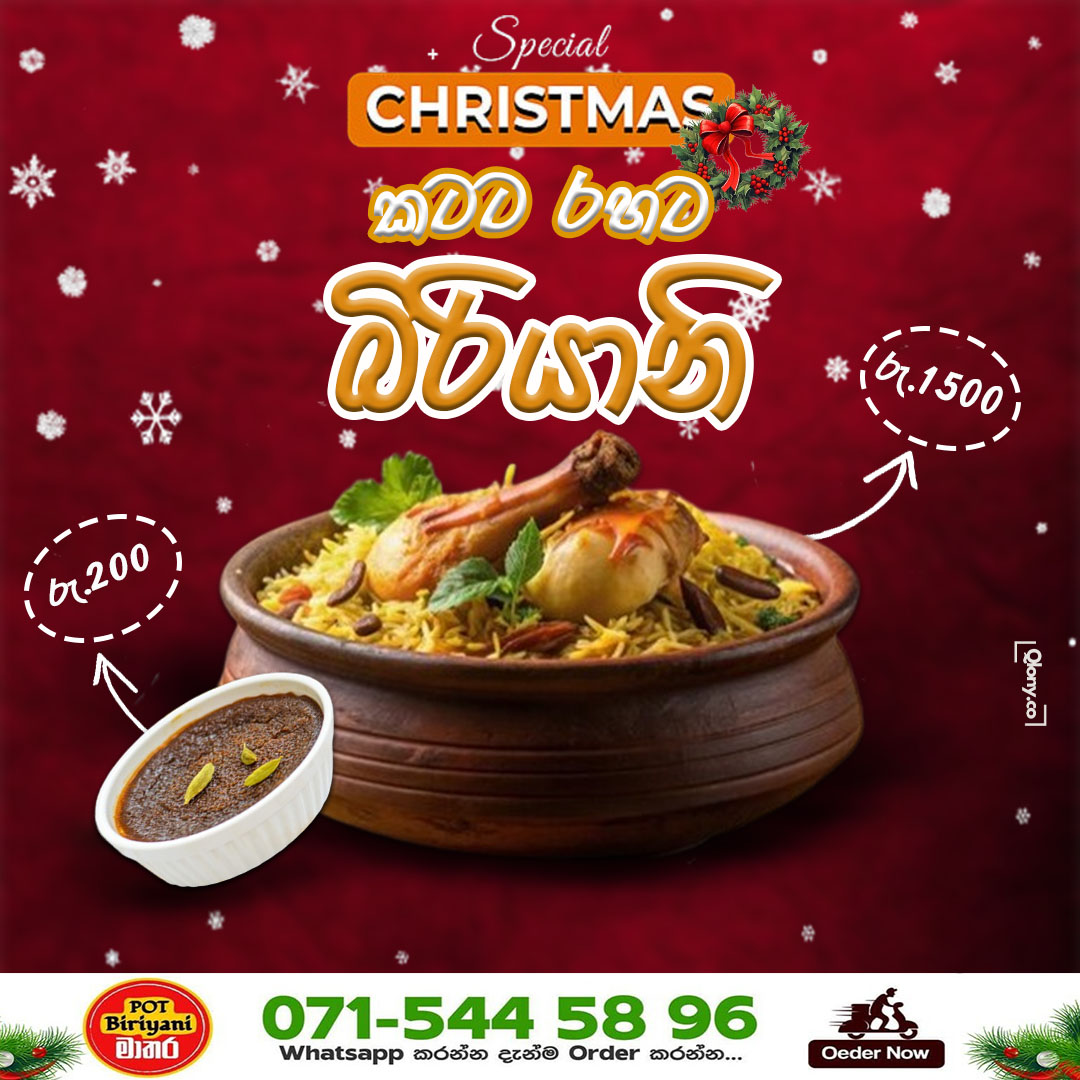 Special
CHRISTMAS
කටට රහට
බිරියානි
රු.1500
රු.200
Qlorry.co
POT
Biriyani
මාතර
071-544 58 96
Whatsapp කරන්න දැන්ම Order කරන්න...
Oeder Now